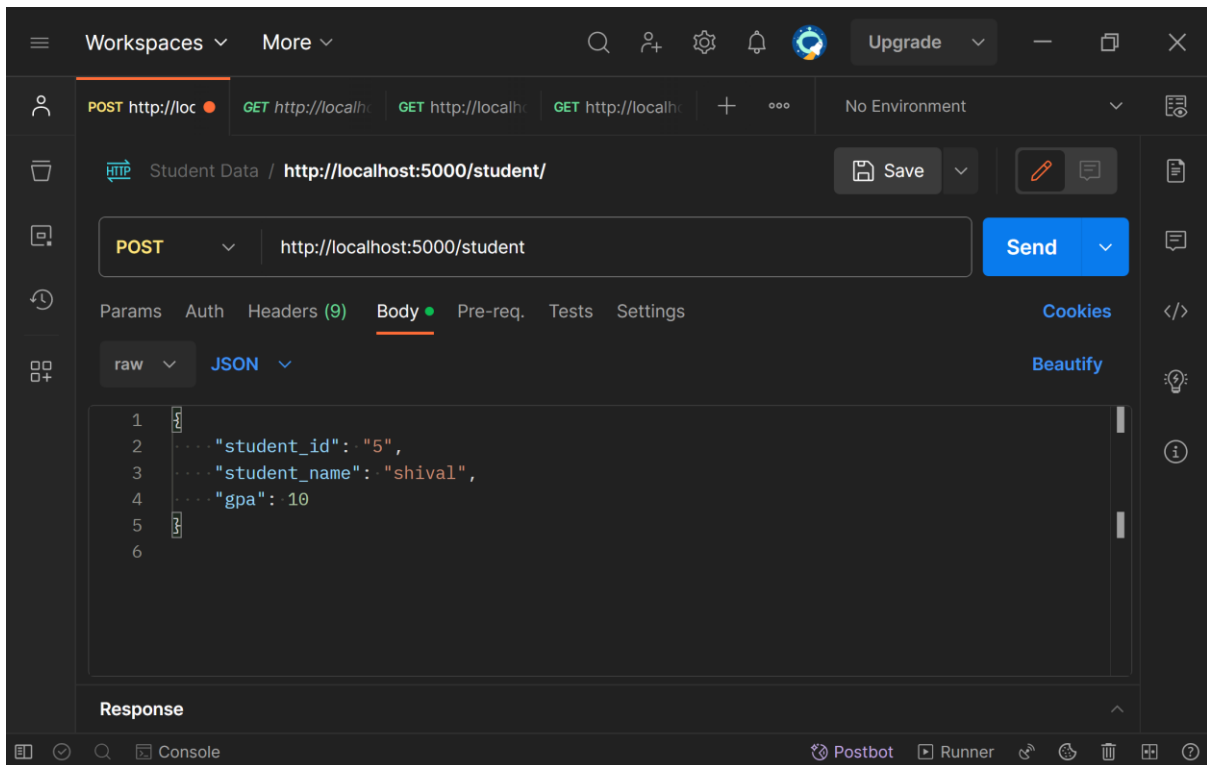 Workspaces More Upgrade
POST http://loc GET http://localh GET http://localh GET http://localh No Environment
HTTP Student Data / http://localhost:5000/student/ Save
POST http://localhost:5000/student Send
Params Auth Headers (9) Body Pre-req. Tests Settings Cookies
raw JSON Beautify
1 {
2 "student_id": "5",
3 "student_name": "shival",
4 "gpa": 10
5 }
6
Response
Console Postbot Runner